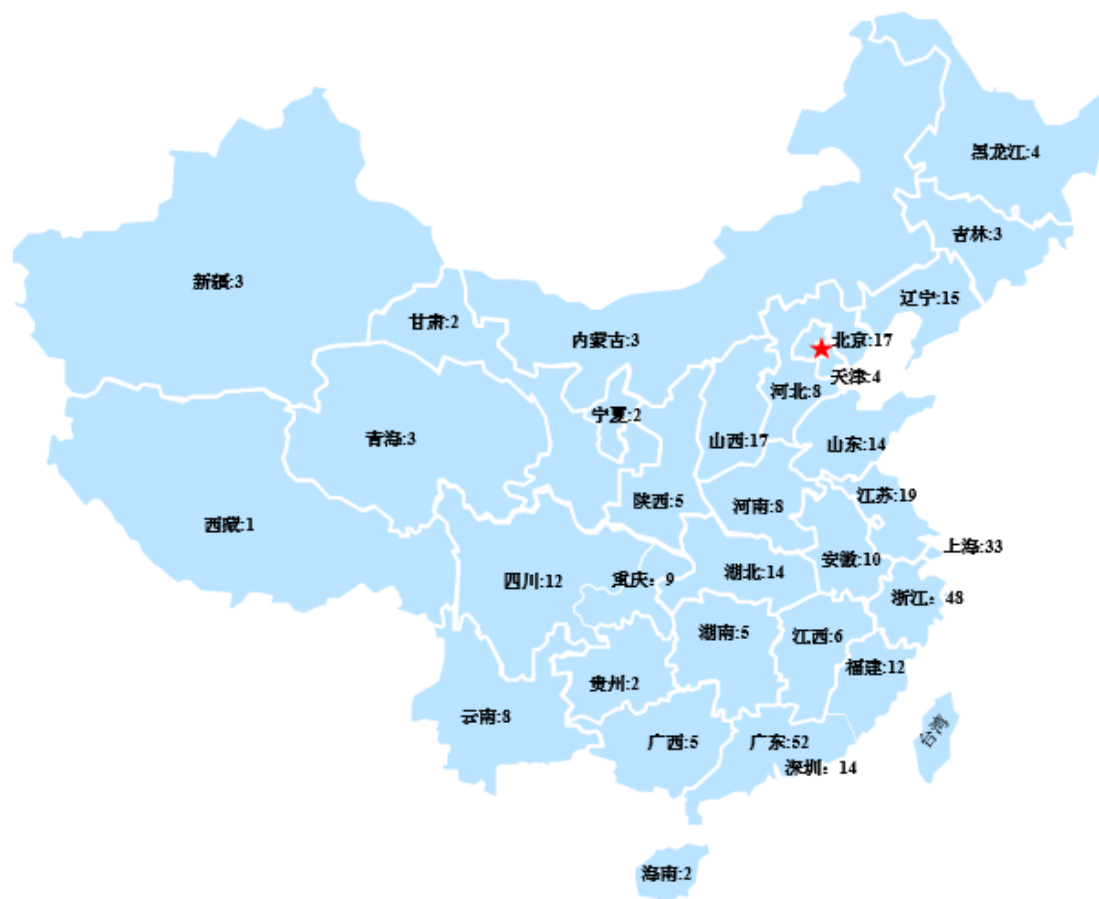 黑龙江:4
吉林:3
新疆:3
辽宁:15
甘肃:2
内蒙古:3
北京:17
天津:4
河北:8
宁夏:2
青海:3
山西:17
山东:14
陕西:5
河南:8
江苏:19
西藏:1
上海:33
四川:12
重庆：9
湖北:14
安徽:10
浙江：48
湖南:5
江西:6
福建:12
贵州:2
云南:8
广西:5
广东:52
台湾
深圳：14
海南:2